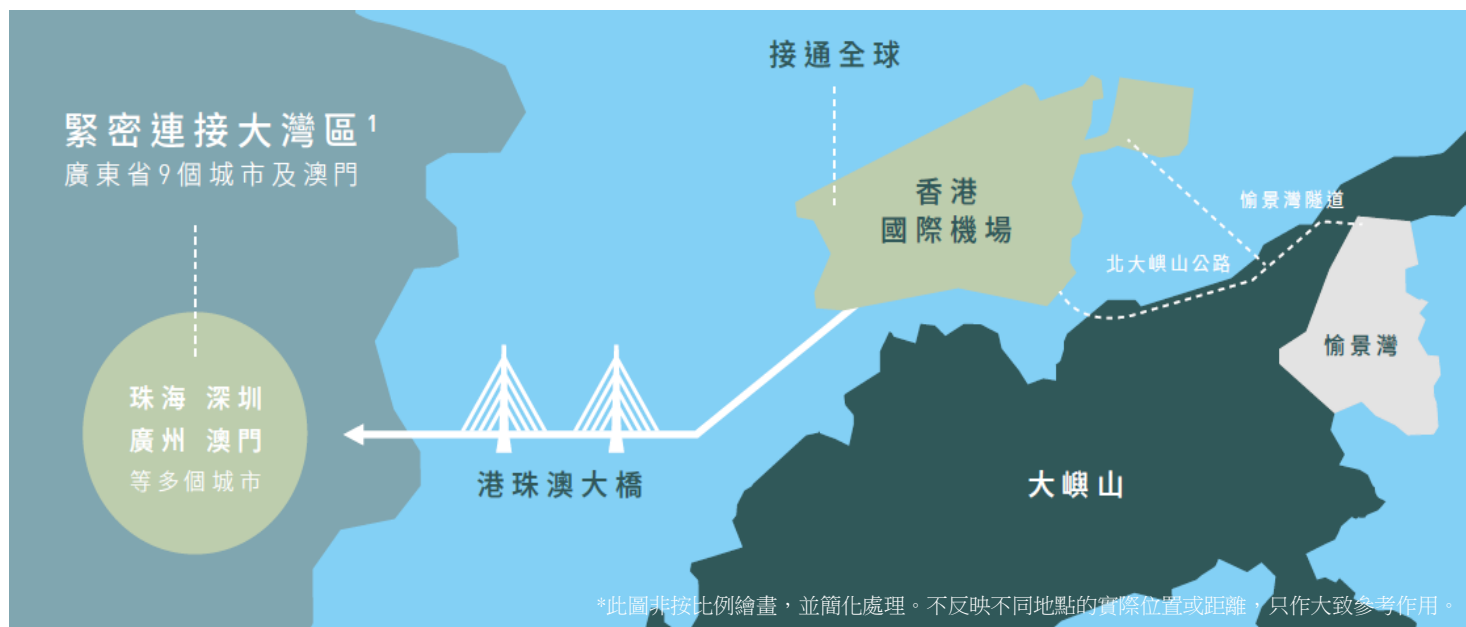 接通全球
緊密連接大灣區¹
廣東省9個城市及澳門
香港
國際機場
愉景灣隧道
北大嶼山公路
愉景灣
珠海 深圳
廣州 澳門
等多個城市
港珠澳大橋
大嶼山
*此圖非按比例繪畫，並簡化處理。不反映不同地點的實際位置或距離，只作大致參考作用。